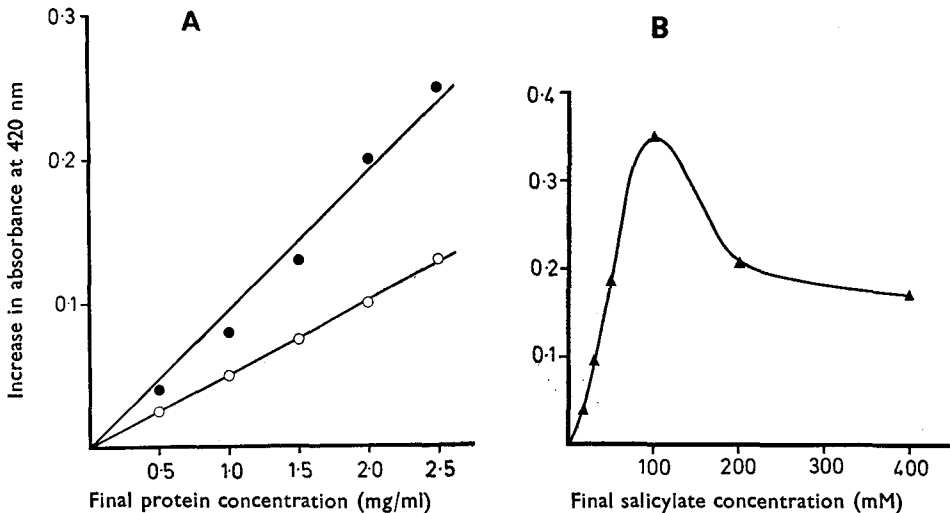 A
0·3
0·2
0·1
Increase in absorbance at 420 nm
0·5 1·0 1·5 2·0 2·5
Final protein concentration (mg/ml)
B
0·4
0·3
0·2
0·1
100 200 300 400
Final salicylate concentration (mM)